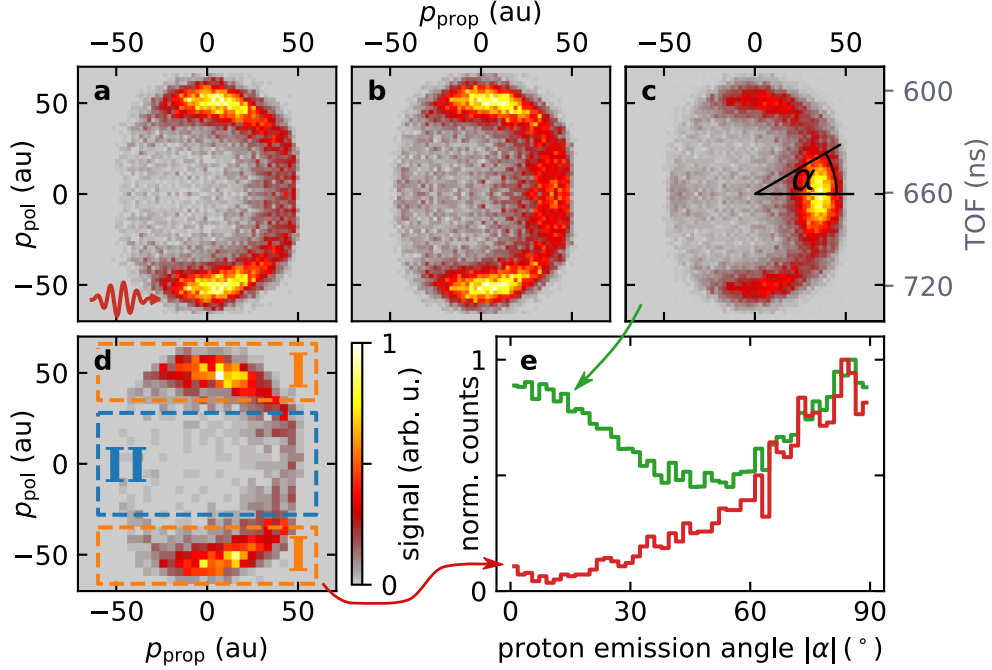 p_prop (au)
p_prop (au)
−50 0 50 −50 0 50 −50 0 50
a b c
50
0
−50
p_pol (au)
α
600
660
720
TOF (ns)
d e
I
II
I
50
0
−50
p_pol (au)
−50 0 50
p_prop (au)
1
0
signal (arb. u.)
1
0
norm. counts
0 30 60 90
proton emission angle |α| (°)